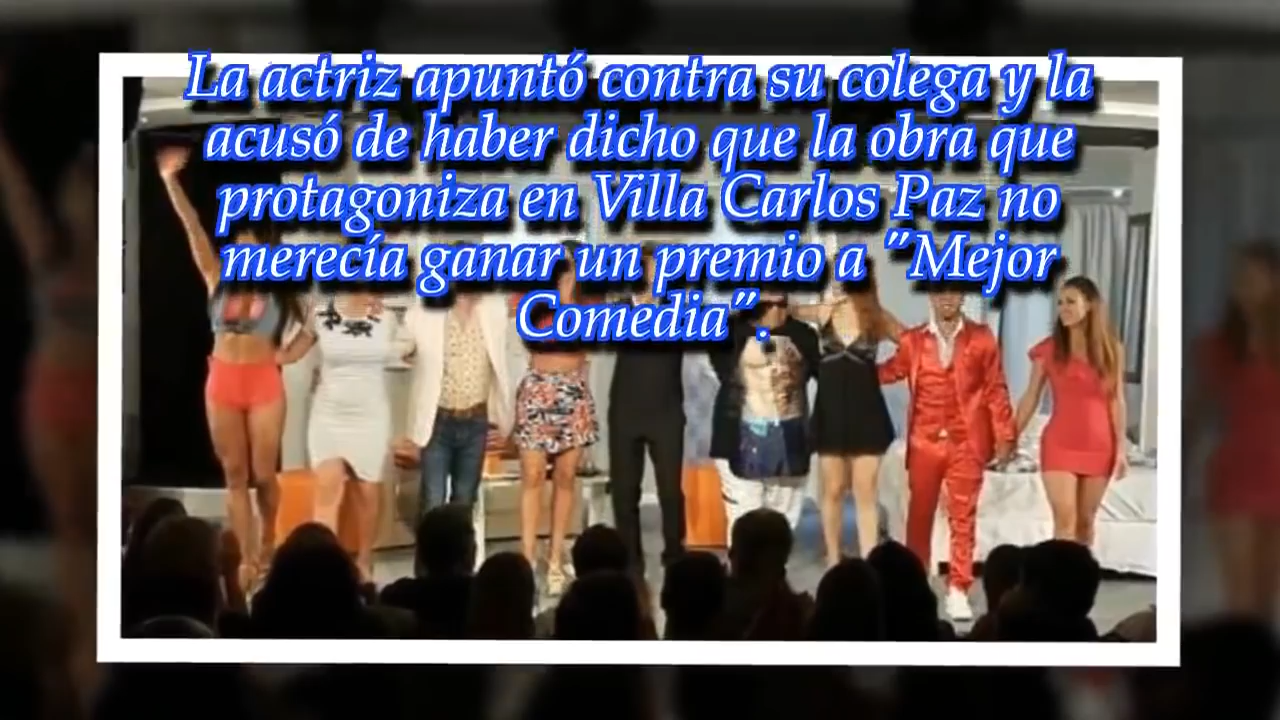 La actriz apuntó contra su colega y la
acusó de haber dicho que la obra que
protagoniza en Villa Carlos Paz no
merecía ganar un premio a "Mejor
Comedia".